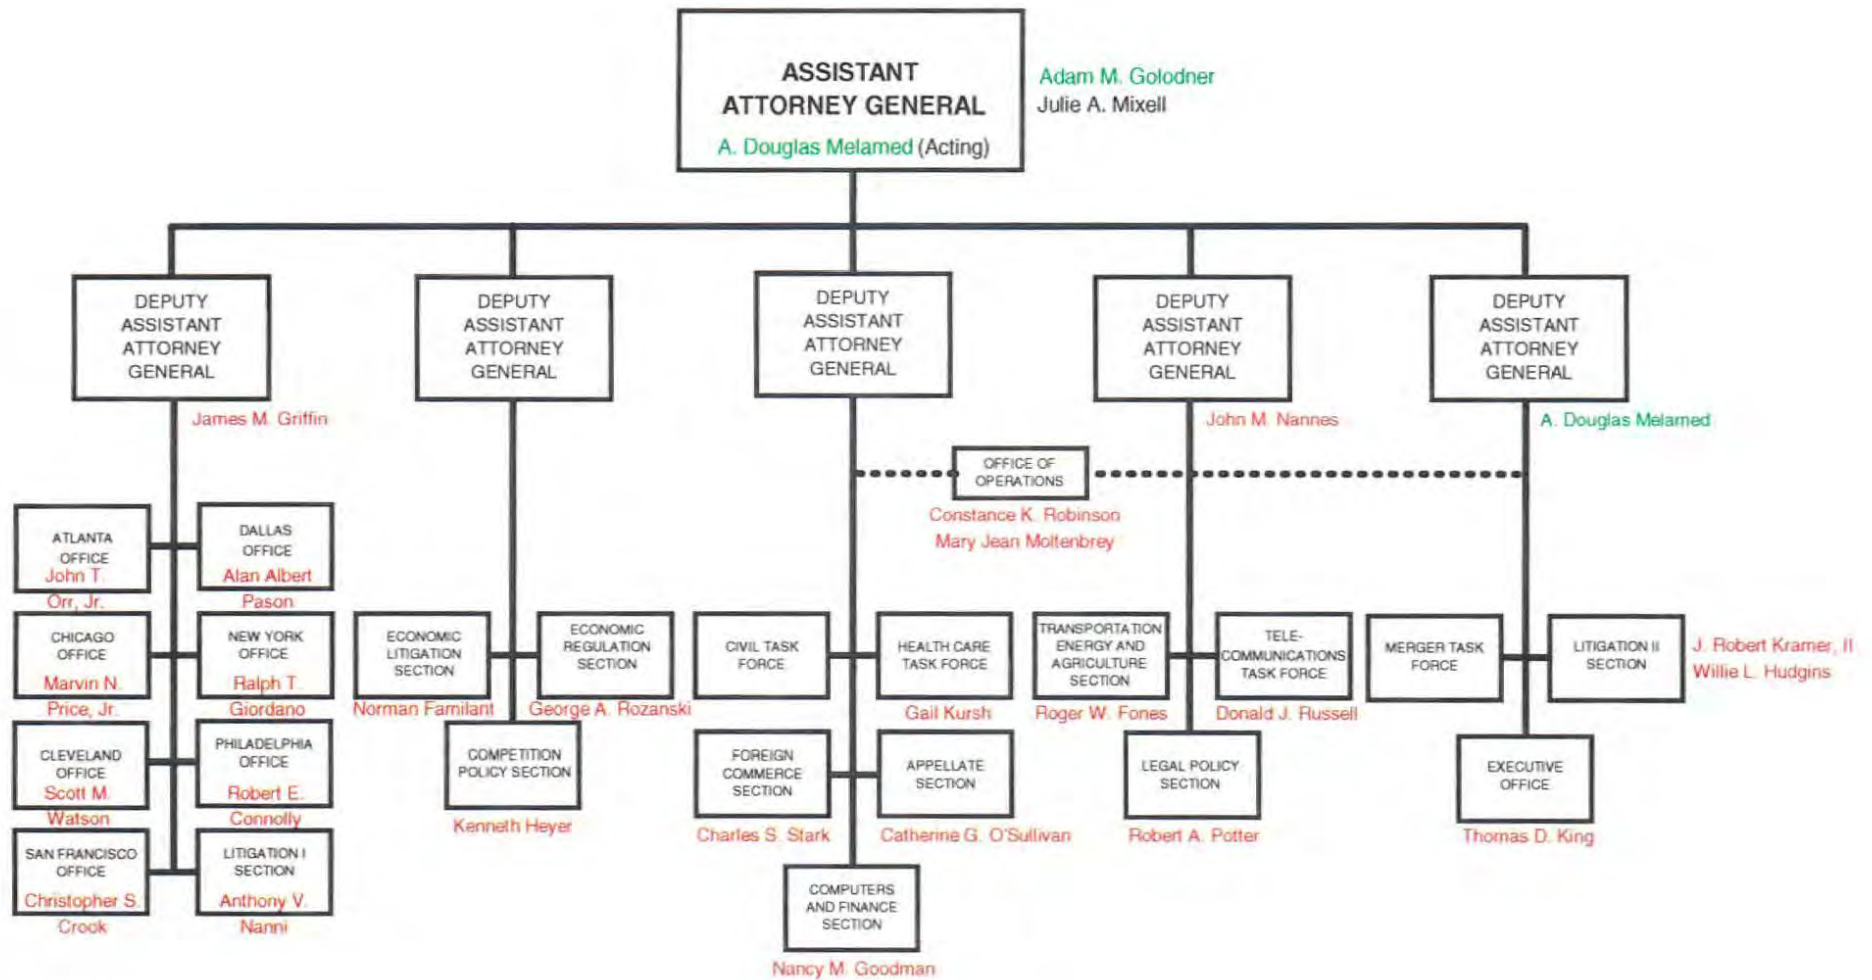 ASSISTANT
ATTORNEY GENERAL
A. Douglas Melamed (Acting)
Adam M. Golodner
Julie A. Mixell
DEPUTY
ASSISTANT
ATTORNEY
GENERAL
James M. Griffin
DEPUTY
ASSISTANT
ATTORNEY
GENERAL
DEPUTY
ASSISTANT
ATTORNEY
GENERAL
DEPUTY
ASSISTANT
ATTORNEY
GENERAL
John M. Nannes
DEPUTY
ASSISTANT
ATTORNEY
GENERAL
A. Douglas Melamed
OFFICE OF
OPERATIONS
Constance K. Robinson
Mary Jean Moltenbrey
ATLANTA
OFFICE
John T.
Orr, Jr.
DALLAS
OFFICE
Alan Albert
Pason
CHICAGO
OFFICE
Marvin N.
Price, Jr.
NEW YORK
OFFICE
Ralph T.
Giordano
CLEVELAND
OFFICE
Scott M.
Watson
PHILADELPHIA
OFFICE
Robert E.
Connolly
SAN FRANCISCO
OFFICE
Christopher S.
Crook
LITIGATION I
SECTION
Anthony V.
Nanni
ECONOMIC
LITIGATION
SECTION
Norman Familant
ECONOMIC
REGULATION
SECTION
George A. Rozanski
COMPETITION
POLICY SECTION
Kenneth Heyer
CIVIL TASK
FORCE
HEALTH CARE
TASK FORCE
Gail Kursh
FOREIGN
COMMERCE
SECTION
Charles S. Stark
APPELLATE
SECTION
Catherine G. O'Sullivan
COMPUTERS
AND FINANCE
SECTION
Nancy M. Goodman
TRANSPORTATION
ENERGY AND
AGRICULTURE
SECTION
Roger W. Fones
TELE-
COMMUNICATIONS
TASK FORCE
Donald J. Russell
LEGAL POLICY
SECTION
Robert A. Potter
MERGER TASK
FORCE
LITIGATION II
SECTION
J. Robert Kramer, II
Willie L. Hudgins
EXECUTIVE
OFFICE
Thomas D. King